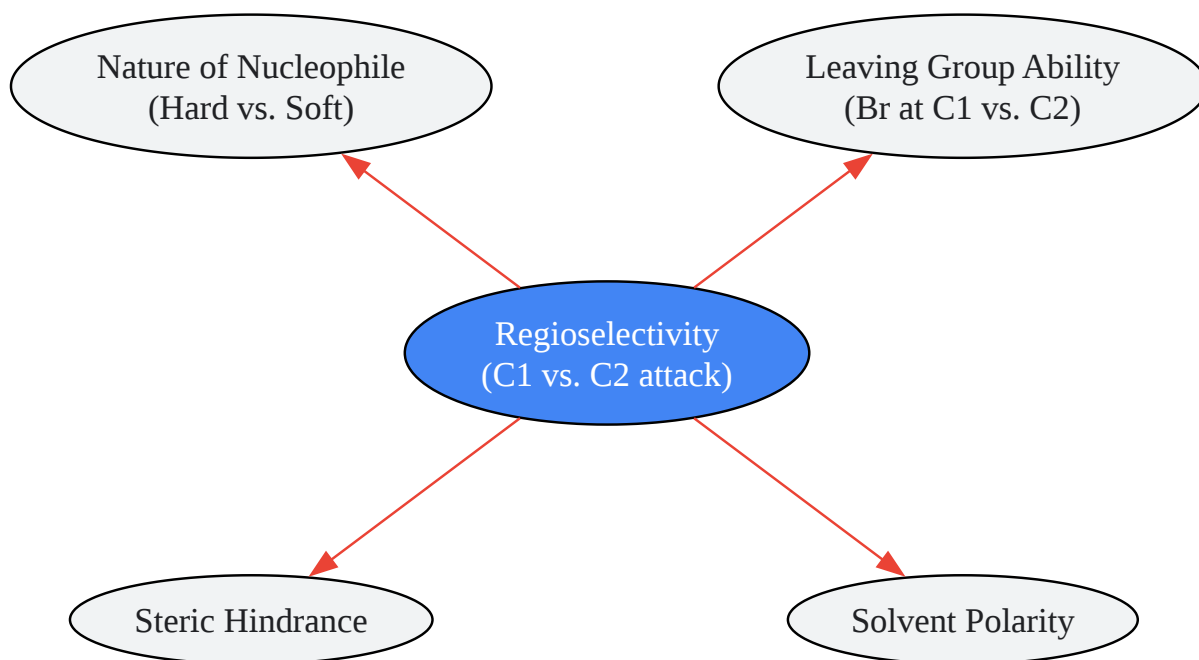 Nature of Nucleophile
(Hard vs. Soft)
Leaving Group Ability
(Br at C1 vs. C2)
Regioselectivity
(C1 vs. C2 attack)
Steric Hindrance
Solvent Polarity